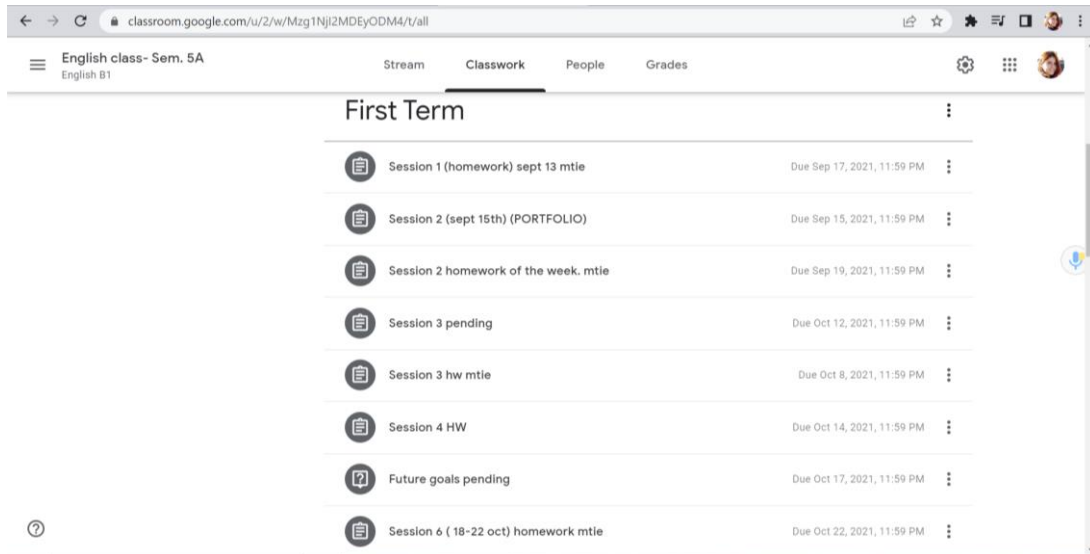 classroom.google.com/u/2/w/Mzg1NjI2MDEyODM4/t/all
English class- Sem. 5A
English B1
Stream Classwork People Grades
First Term
Session 1 (homework) sept 13 mtie Due Sep 17, 2021, 11:59 PM
Session 2 (sept 15th) (PORTFOLIO) Due Sep 15, 2021, 11:59 PM
Session 2 homework of the week. mtie Due Sep 19, 2021, 11:59 PM
Session 3 pending Due Oct 12, 2021, 11:59 PM
Session 3 hw mtie Due Oct 8, 2021, 11:59 PM
Session 4 HW Due Oct 14, 2021, 11:59 PM
Future goals pending Due Oct 17, 2021, 11:59 PM
Session 6 ( 18-22 oct) homework mtie Due Oct 22, 2021, 11:59 PM